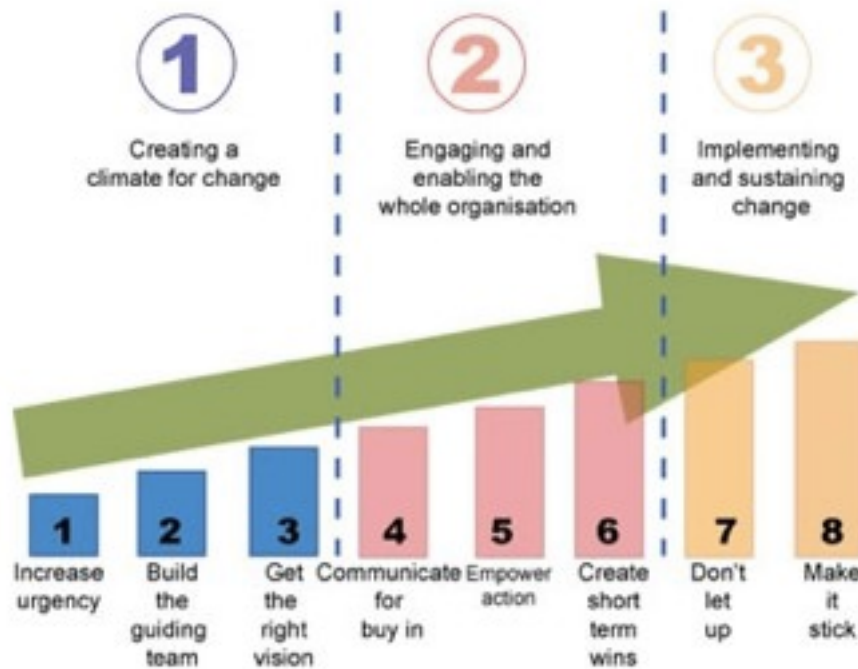 1
Creating a
climate for change
2
Engaging and
enabling the
whole organisation
3
Implementing
and sustaining
change
1
Increase
urgency
2
Build
the
guiding
team
3
Get
the
right
vision
4
Communicate
for
buy in
5
Empower
action
6
Create
short
term
wins
7
Don't
let
up
8
Make
it
stick